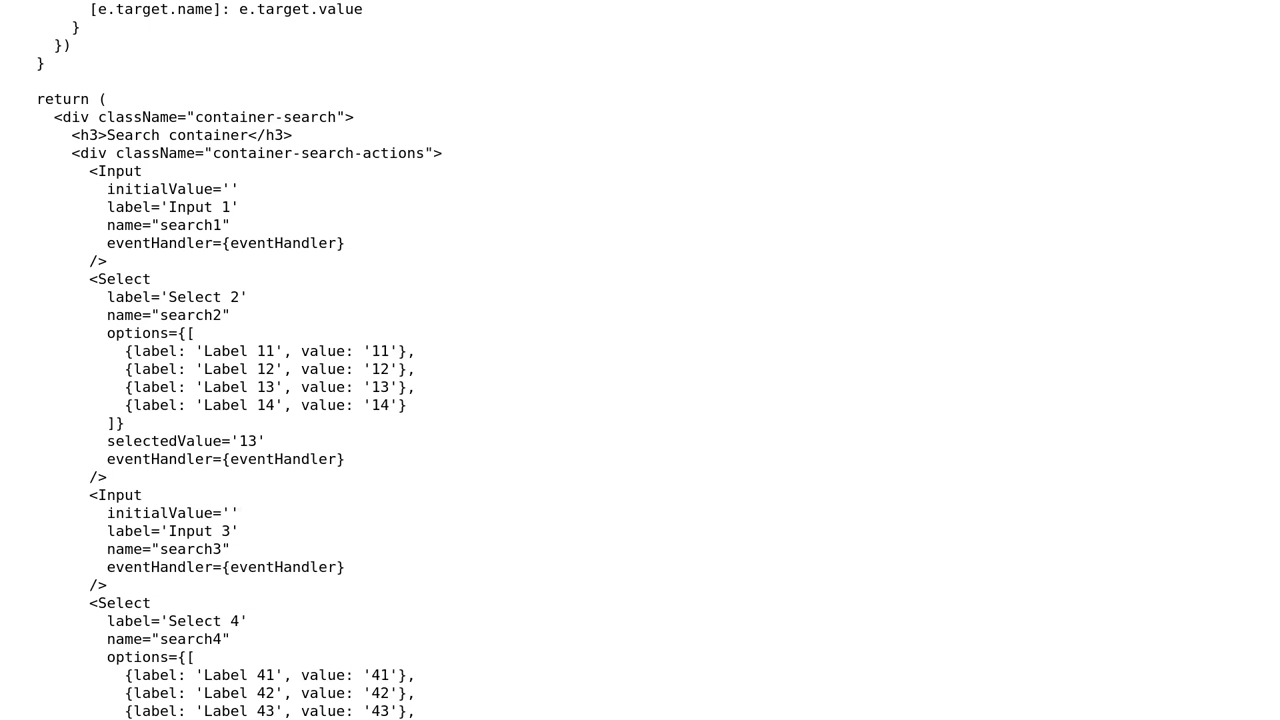 [e.target.name]: e.target.value
        }
      })
    }

    return (
      <div className="container-search">
        <h3>Search container</h3>
        <div className="container-search-actions">
          <Input
            initialValue=''
            label='Input 1'
            name="search1"
            eventHandler={eventHandler}
          />
          <Select
            label='Select 2'
            name="search2"
            options={[
              {label: 'Label 11', value: '11'},
              {label: 'Label 12', value: '12'},
              {label: 'Label 13', value: '13'},
              {label: 'Label 14', value: '14'}
            ]}
            selectedValue='13'
            eventHandler={eventHandler}
          />
          <Input
            initialValue=''
            label='Input 3'
            name="search3"
            eventHandler={eventHandler}
          />
          <Select
            label='Select 4'
            name="search4"
            options={[
              {label: 'Label 41', value: '41'},
              {label: 'Label 42', value: '42'},
              {label: 'Label 43', value: '43'},